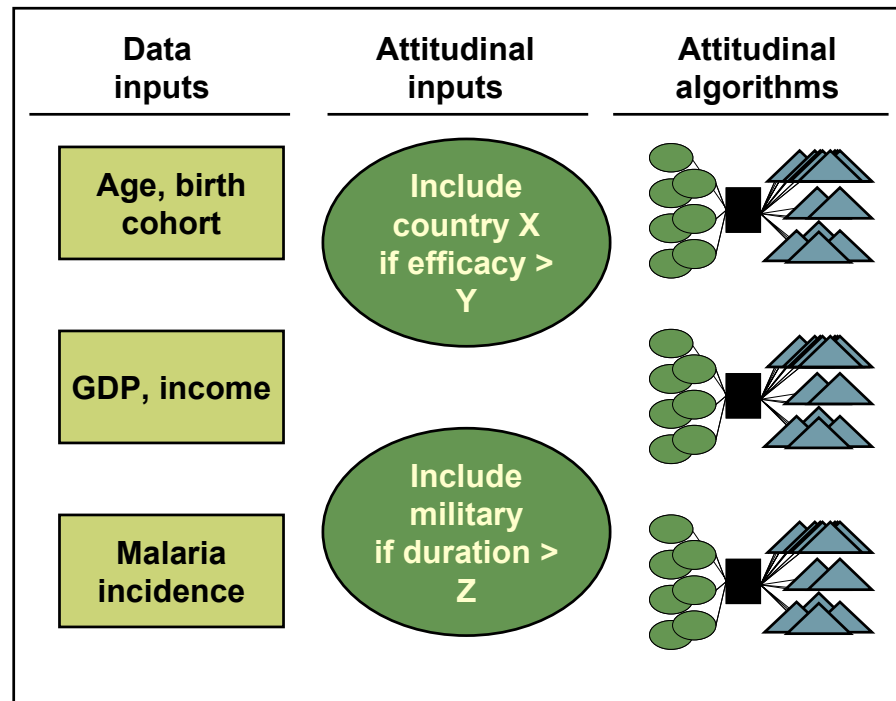 Data
inputs
Attitudinal
inputs
Attitudinal
algorithms
Age, birth
cohort
GDP, income
Malaria
incidence
Include
country X
if efficacy >
Y
Include
military
if duration >
Z